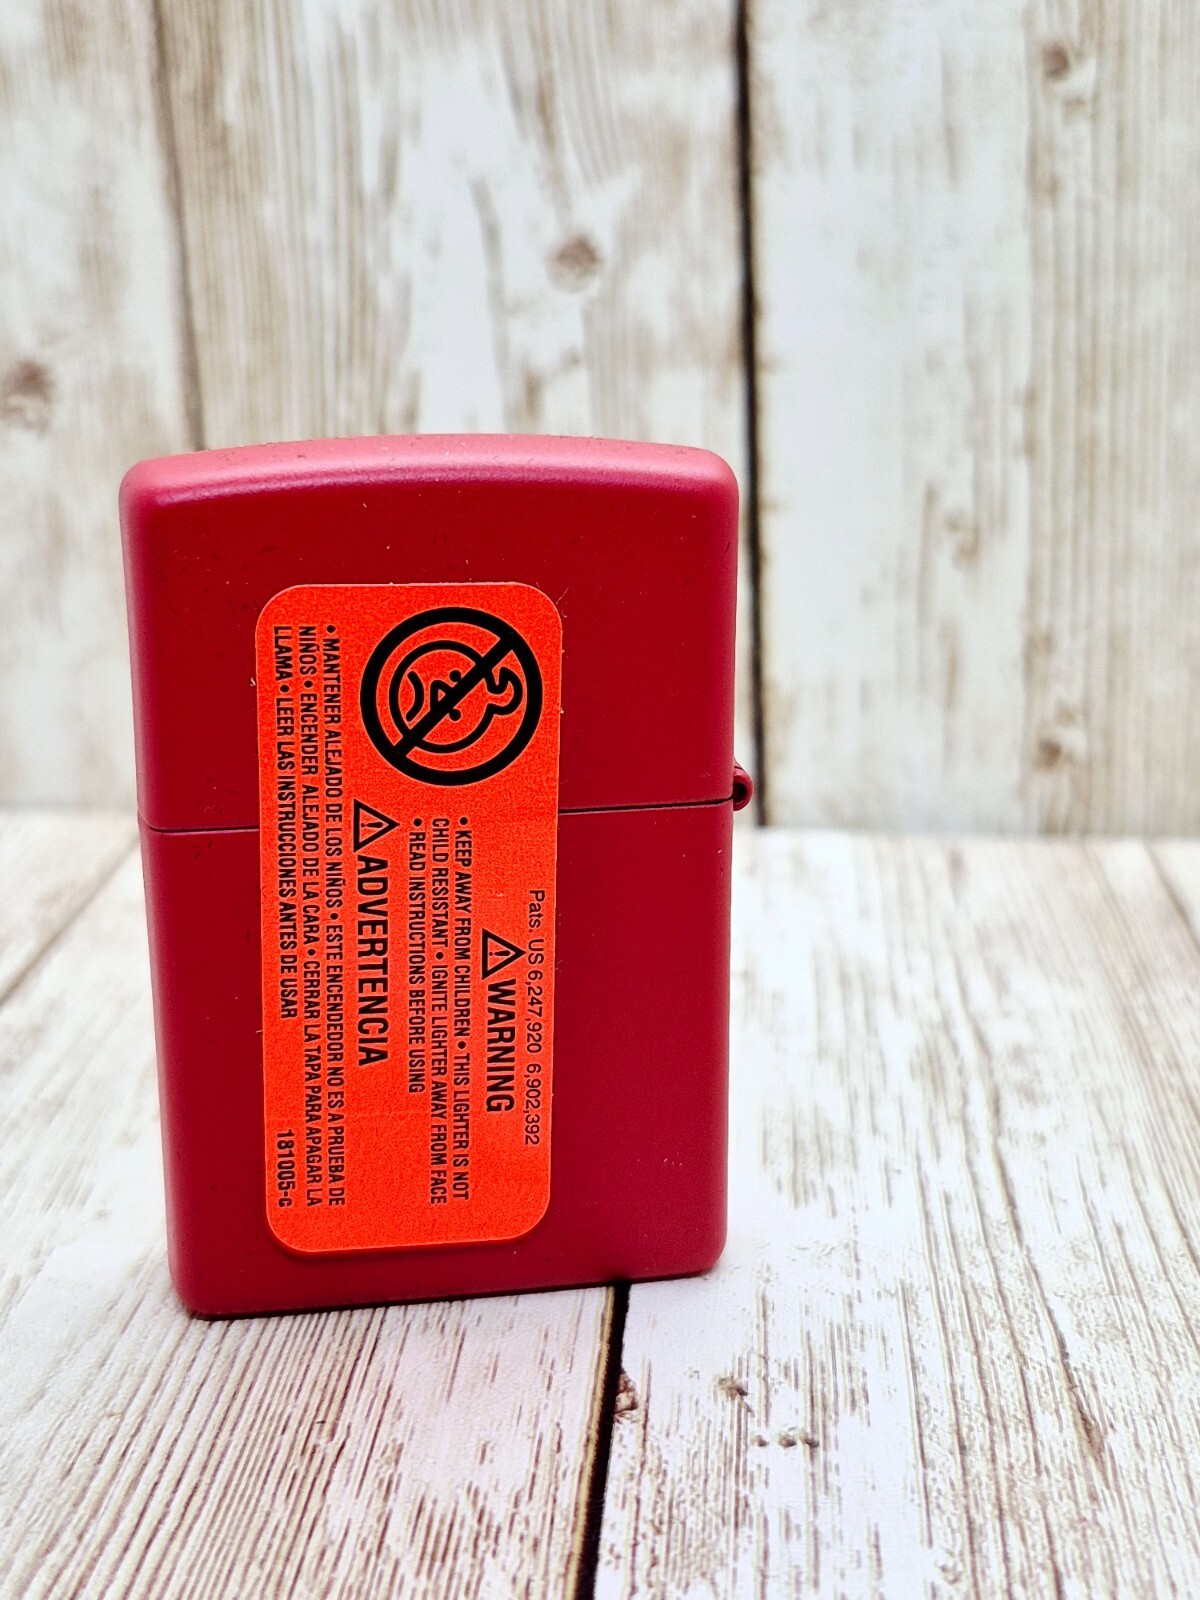 Pats. US 6,247,920 6,902,392
WARNING
• KEEP AWAY FROM CHILDREN • THIS LIGHTER IS NOT
CHILD RESISTANT • IGNITE LIGHTER AWAY FROM FACE
• READ INSTRUCTIONS BEFORE USING
ADVERTENCIA
• MANTENER ALEJADO DE LOS NIÑOS • ESTE ENCENDEDOR NO ES A PRUEBA DE
NIÑOS • ENCENDER ALEJADO DE LA CARA • CERRAR LA TAPA PARA APAGAR LA
LLAMA • LEER LAS INSTRUCCIONES ANTES DE USAR 181005-C